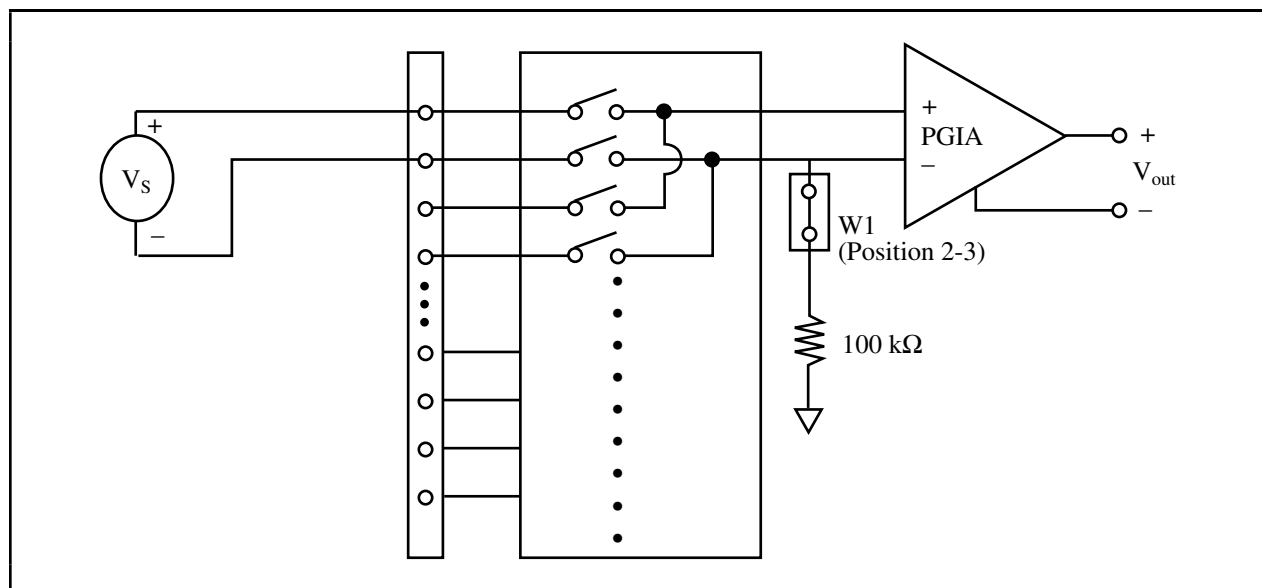 +
V_S
−
+
PGIA
−
+
V_out
−
W1
(Position 2-3)
100 kΩ